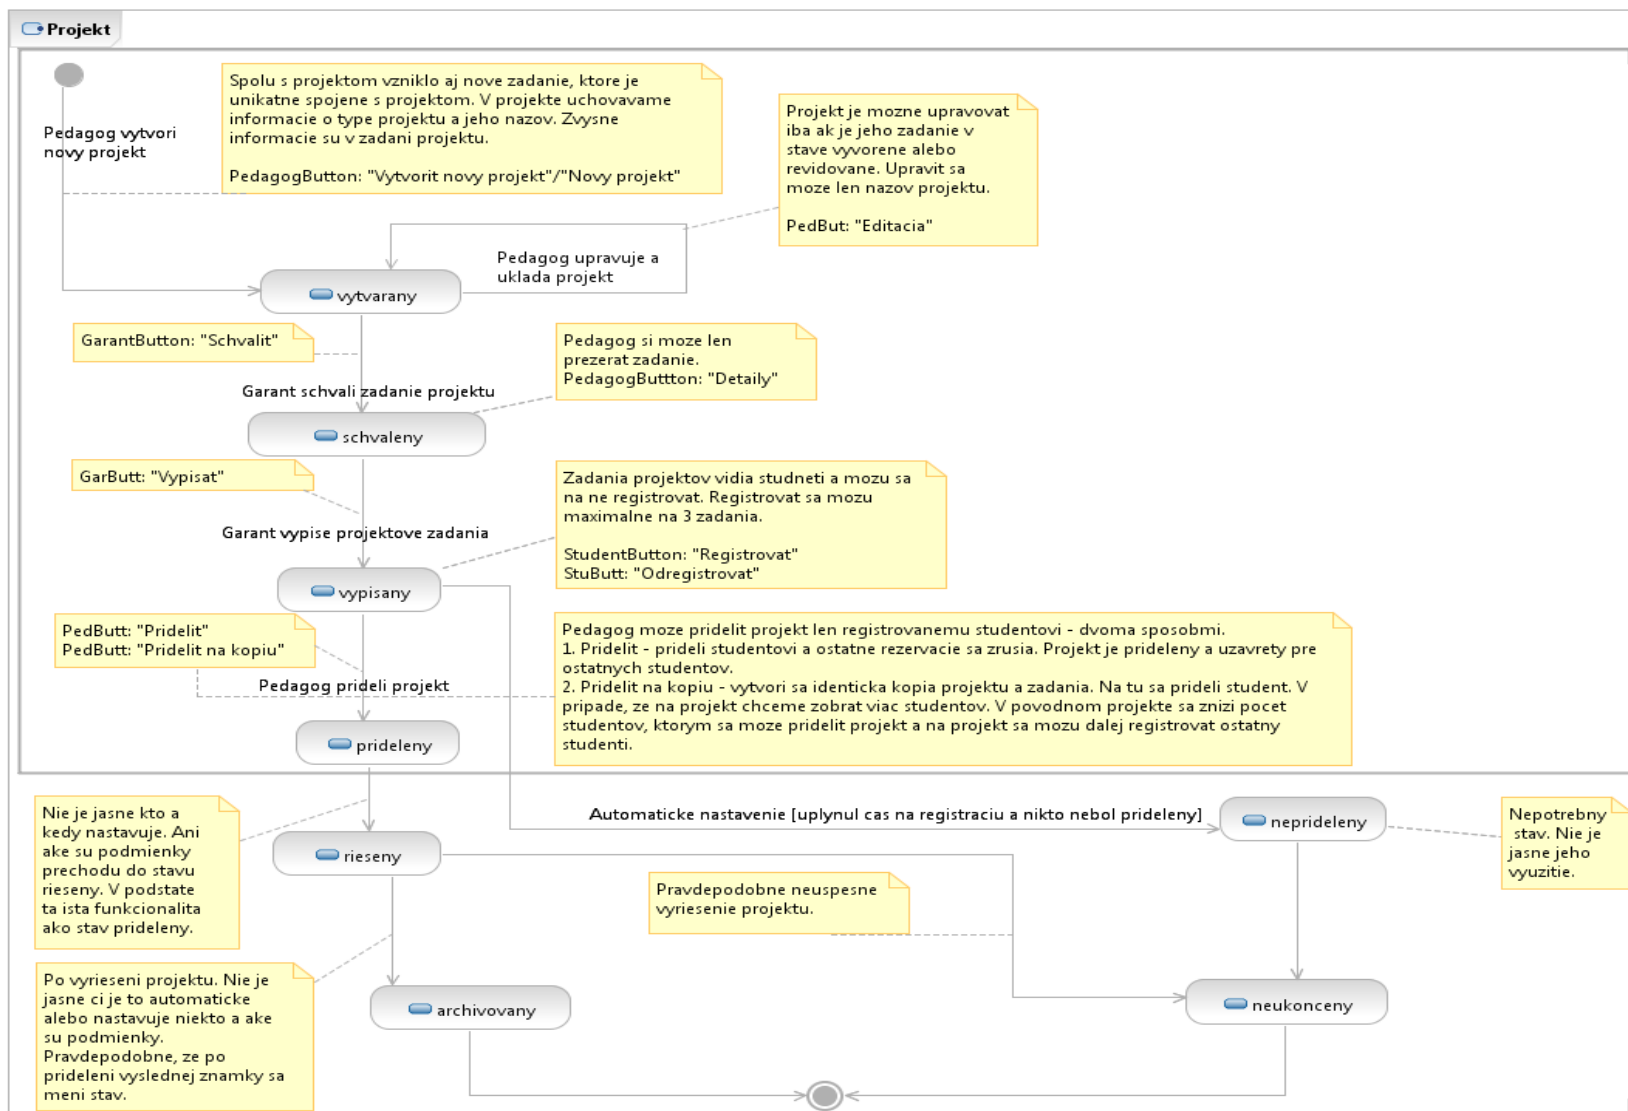 Projekt
Spolu s projektom vzniklo aj nove zadanie, ktore je
unikatne spojene s projektom. V projekte uchovavame
informacie o type projektu a jeho nazov. Zvysne
informacie su v zadani projektu.
PedagogButton: "Vytvorit novy projekt"/"Novy projekt"
Projekt je mozne upravovat
iba ak je jeho zadanie v
stave vyvorene alebo
revidovane. Upravit sa
moze len nazov projektu.
PedBut: "Editacia"
Pedagog vytvori
novy projekt
Pedagog upravuje a
uklada projekt
vytvarany
GarantButton: "Schvalit"
Pedagog si moze len
prezerat zadanie.
PedagogButtton: "Detaily"
Garant schvali zadanie projektu
schvaleny
GarButt: "Vypisat"
Zadania projektov vidia studneti a mozu sa
na ne registrovat. Registrovat sa mozu
maximalne na 3 zadania.
StudentButton: "Registrovat"
StuButt: "Odregistrovat"
Garant vypise projektove zadania
vypisany
PedButt: "Pridelit"
PedButt: "Pridelit na kopiu"
Pedagog moze pridelit projekt len registrovanemu studentovi - dvoma sposobmi.
1. Pridelit - prideli studentovi a ostatne rezervacie sa zrusia. Projekt je prideleny a uzavrety pre
ostatnych studentov.
2. Pridelit na kopiu - vytvori sa identicka kopia projektu a zadania. Na tu sa prideli student. V
pripade, ze na projekt chceme zobrat viac studentov. V povodnom projekte sa znizi pocet
studentov, ktorym sa moze pridelit projekt a na projekt sa mozu dalej registrovat ostatny
studenti.
Pedagog prideli projekt
prideleny
Nie je jasne kto a
kedy nastavuje. Ani
ake su podmienky
prechodu do stavu
rieseny. V podstate
ta ista funkcionalita
ako stav prideleny.
Automaticke nastavenie [uplynul cas na registraciu a nikto nebol prideleny]
neprideleny
Nepotrebny
stav. Nie je
jasne jeho
vyuzitie.
rieseny
Pravdepodobne neuspesne
vyriesenie projektu.
Po vyrieseni projektu. Nie je
jasne ci je to automaticke
alebo nastavuje niekto a ake
su podmienky.
Pravdepodobne, ze po
prideleni vyslednej znamky sa
meni stav.
archivovany
neukonceny